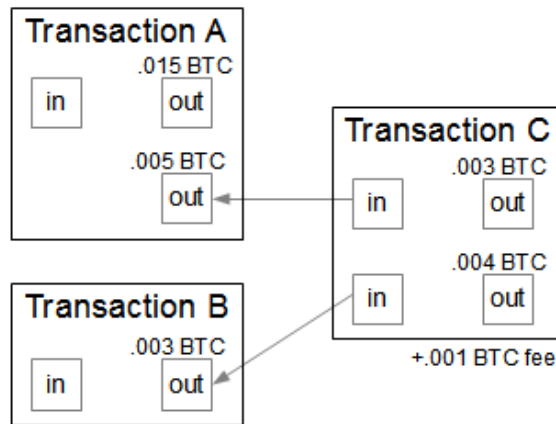 Transaction A
.015 BTC
in out
.005 BTC
out
Transaction B
.003 BTC
in out
Transaction C
.003 BTC
in out
.004 BTC
in out
+.001 BTC fee